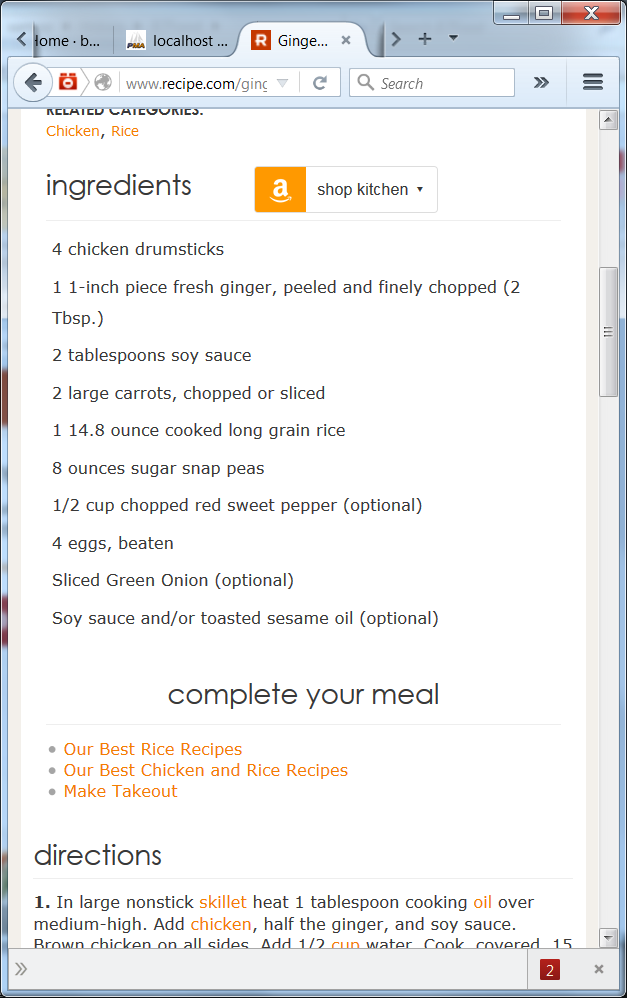 Home · b...
localhost ...
Ginge...
www.recipe.com/ging
Search
RELATED CATEGORIES:
Chicken, Rice
ingredients
shop kitchen
4 chicken drumsticks
1 1-inch piece fresh ginger, peeled and finely chopped (2
Tbsp.)
2 tablespoons soy sauce
2 large carrots, chopped or sliced
1 14.8 ounce cooked long grain rice
8 ounces sugar snap peas
1/2 cup chopped red sweet pepper (optional)
4 eggs, beaten
Sliced Green Onion (optional)
Soy sauce and/or toasted sesame oil (optional)
complete your meal
Our Best Rice Recipes
Our Best Chicken and Rice Recipes
Make Takeout
directions
1. In large nonstick skillet heat 1 tablespoon cooking oil over
medium-high. Add chicken, half the ginger, and soy sauce.
Brown chicken on all sides. Add 1/2 cup water. Cook, covered, 15
2